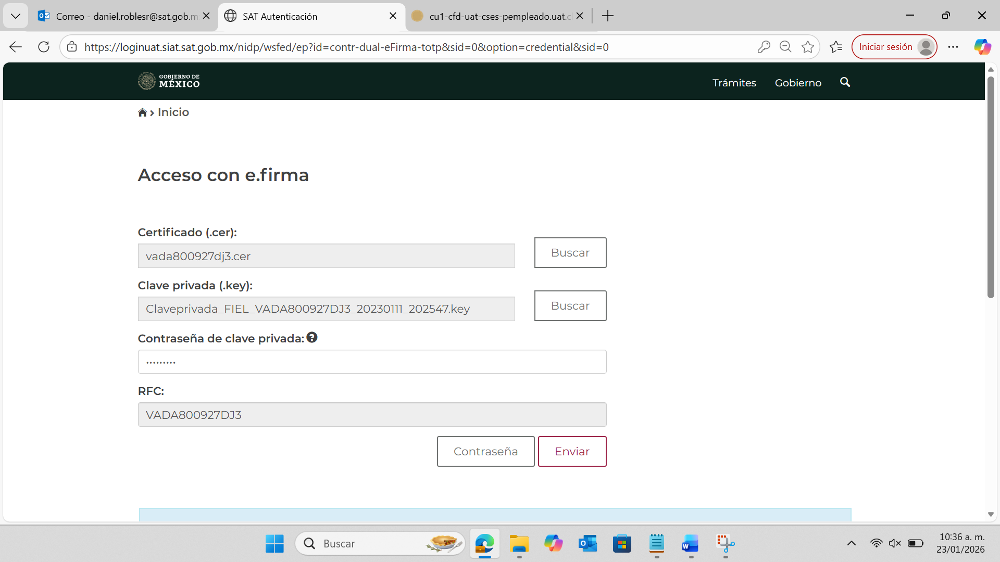 Correo - daniel.roblesr@sat.gob.m
SAT Autenticación
cu1-cfd-uat-cses-pempleado.uat.c
https://loginuat.siat.sat.gob.mx/nidp/wsfed/ep?id=contr-dual-eFirma-totp&sid=0&option=credential&sid=0
Iniciar sesión
GOBIERNO DE
MÉXICO
Trámites
Gobierno
Inicio
Acceso con e.firma
Certificado (.cer):
vada800927dj3.cer
Buscar
Clave privada (.key):
Claveprivada_FIEL_VADA800927DJ3_20230111_202547.key
Buscar
Contraseña de clave privada:
RFC:
VADA800927DJ3
Contraseña
Enviar
Buscar
10:36 a. m.
23/01/2026